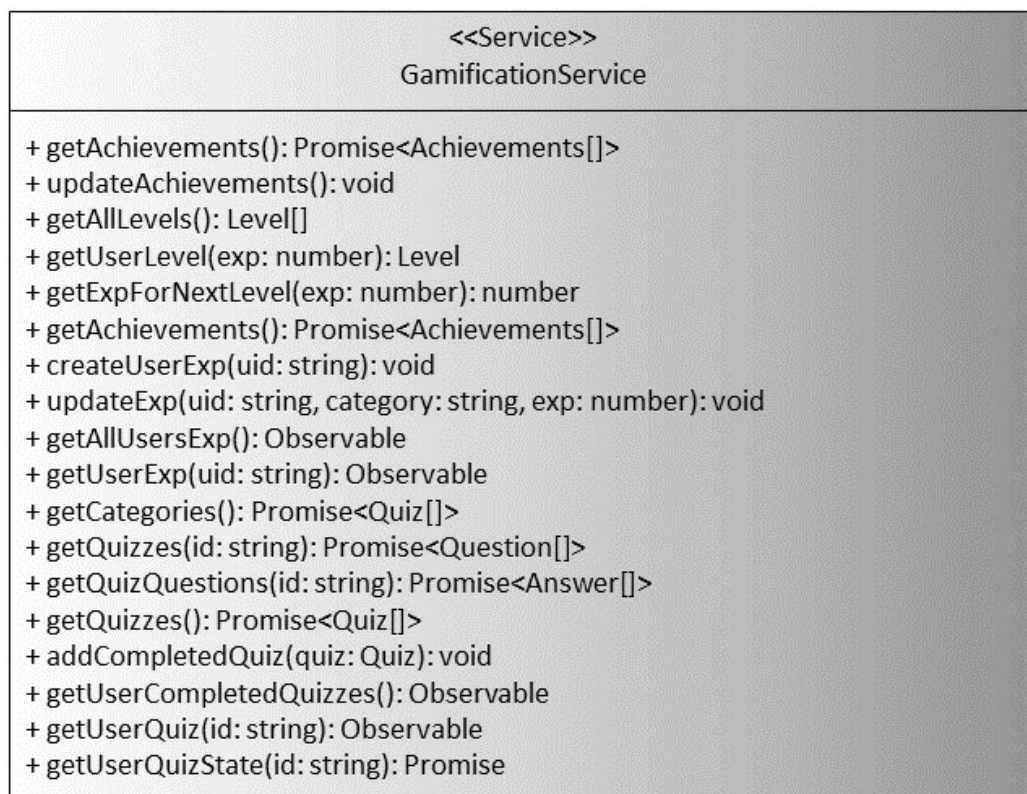 <<Service>>
GamificationService
+ getAchievements(): Promise<Achievements[]>
+ updateAchievements(): void
+ getAllLevels(): Level[]
+ getUserLevel(exp: number): Level
+ getExpForNextLevel(exp: number): number
+ getAchievements(): Promise<Achievements[]>
+ createUserExp(uid: string): void
+ updateExp(uid: string, category: string, exp: number): void
+ getAllUsersExp(): Observable
+ getUserExp(uid: string): Observable
+ getCategories(): Promise<Quiz[]>
+ getQuizzes(id: string): Promise<Question[]>
+ getQuizQuestions(id: string): Promise<Answer[]>
+ getQuizzes(): Promise<Quiz[]>
+ addCompletedQuiz(quiz: Quiz): void
+ getUserCompletedQuizzes(): Observable
+ getUserQuiz(id: string): Observable
+ getUserQuizState(id: string): Promise